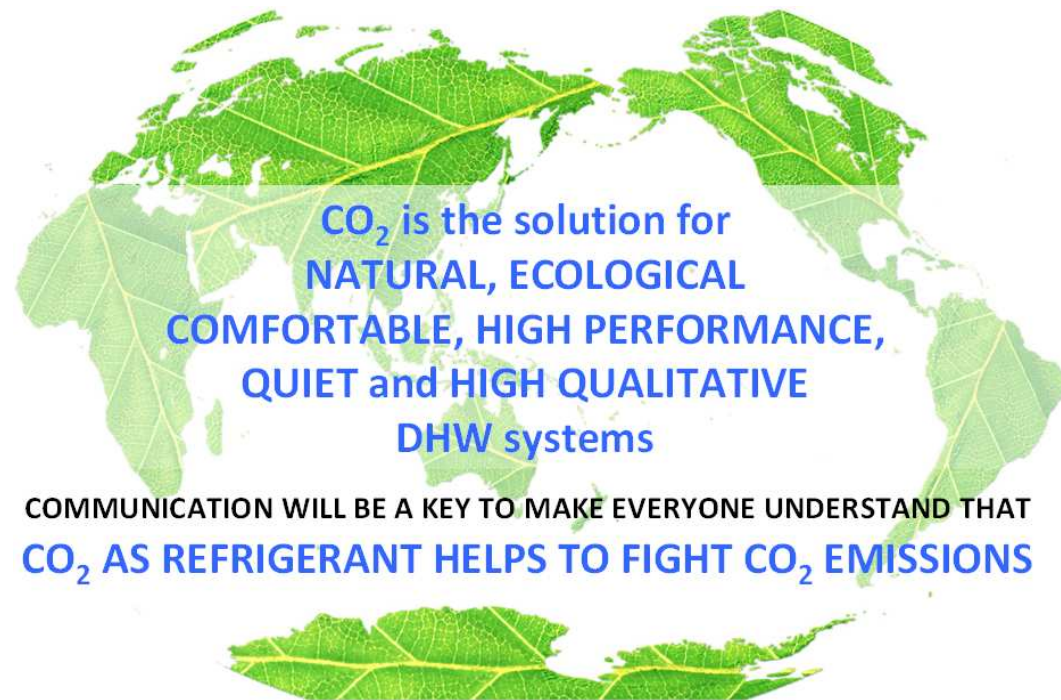 CO₂ is the solution for
NATURAL, ECOLOGICAL
COMFORTABLE, HIGH PERFORMANCE,
QUIET and HIGH QUALITATIVE
DHW systems
COMMUNICATION WILL BE A KEY TO MAKE EVERYONE UNDERSTAND THAT
CO₂ AS REFRIGERANT HELPS TO FIGHT CO₂ EMISSIONS